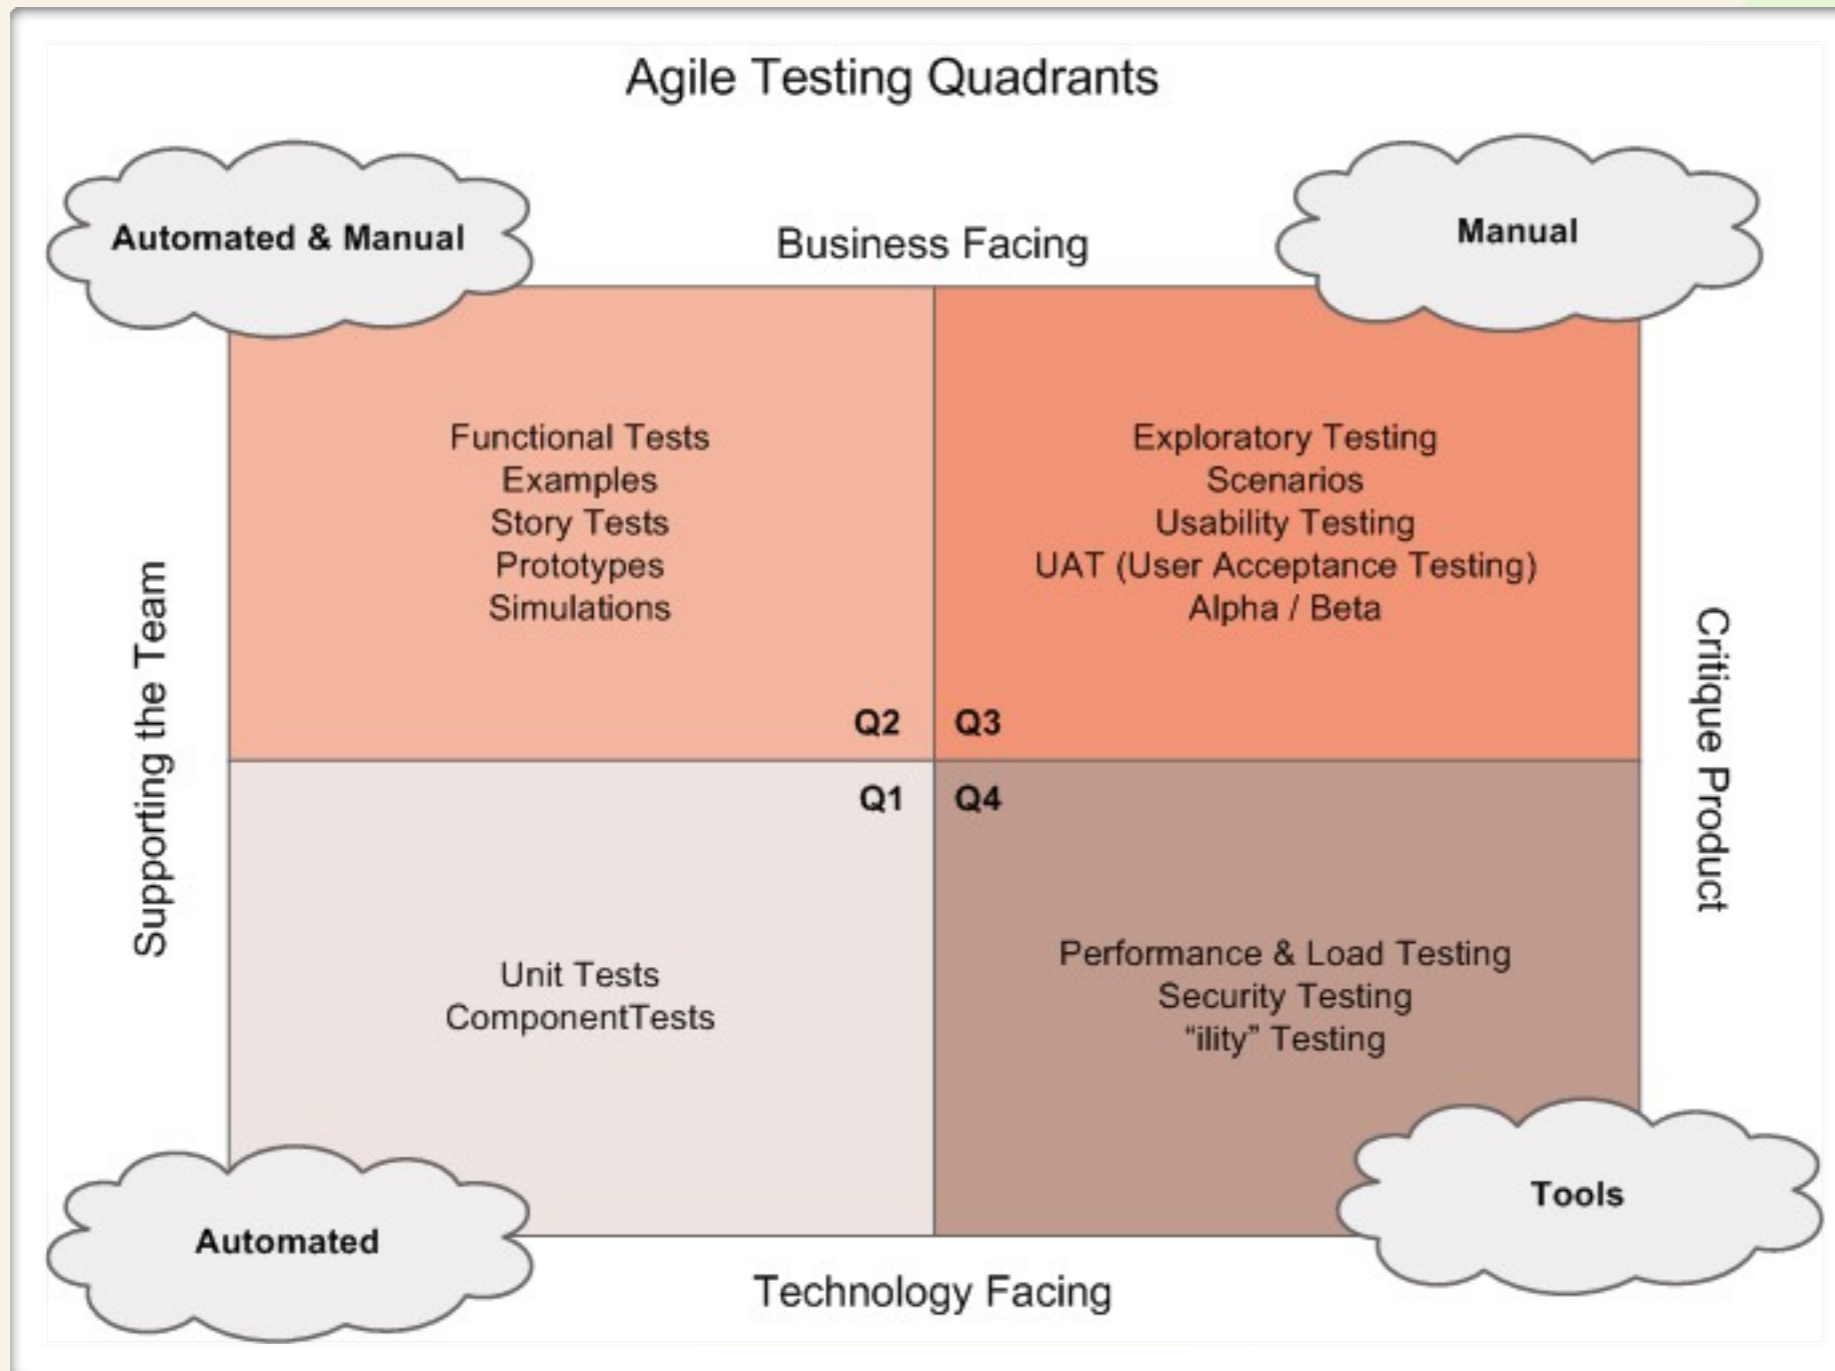 Agile Testing Quadrants
Automated & Manual
Business Facing
Manual
Functional Tests
Examples
Story Tests
Prototypes
Simulations
Q2
Exploratory Testing
Scenarios
Usability Testing
UAT (User Acceptance Testing)
Alpha / Beta
Q3
Supporting the Team
Critique Product
Q1
Unit Tests
ComponentTests
Q4
Performance & Load Testing
Security Testing
“ility” Testing
Automated
Technology Facing
Tools